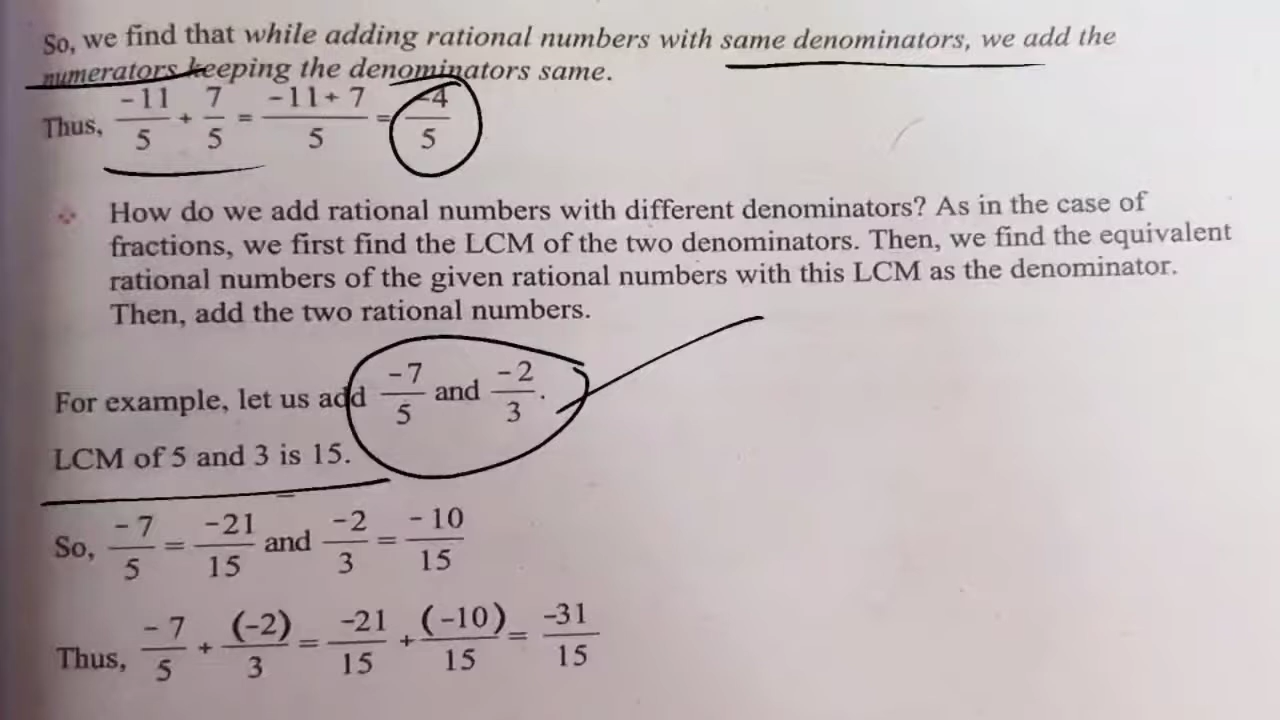 So, we find that while adding rational numbers with same denominators, we add the
numerators keeping the denominators same.
Thus, -11/5 + 7/5 = -11+7/5 = -4/5
How do we add rational numbers with different denominators? As in the case of
fractions, we first find the LCM of the two denominators. Then, we find the equivalent
rational numbers of the given rational numbers with this LCM as the denominator.
Then, add the two rational numbers.
For example, let us add -7/5 and -2/3.
LCM of 5 and 3 is 15.
So, -7/5 = -21/15 and -2/3 = -10/15
Thus, -7/5 + (-2)/3 = -21/15 + (-10)/15 = -31/15